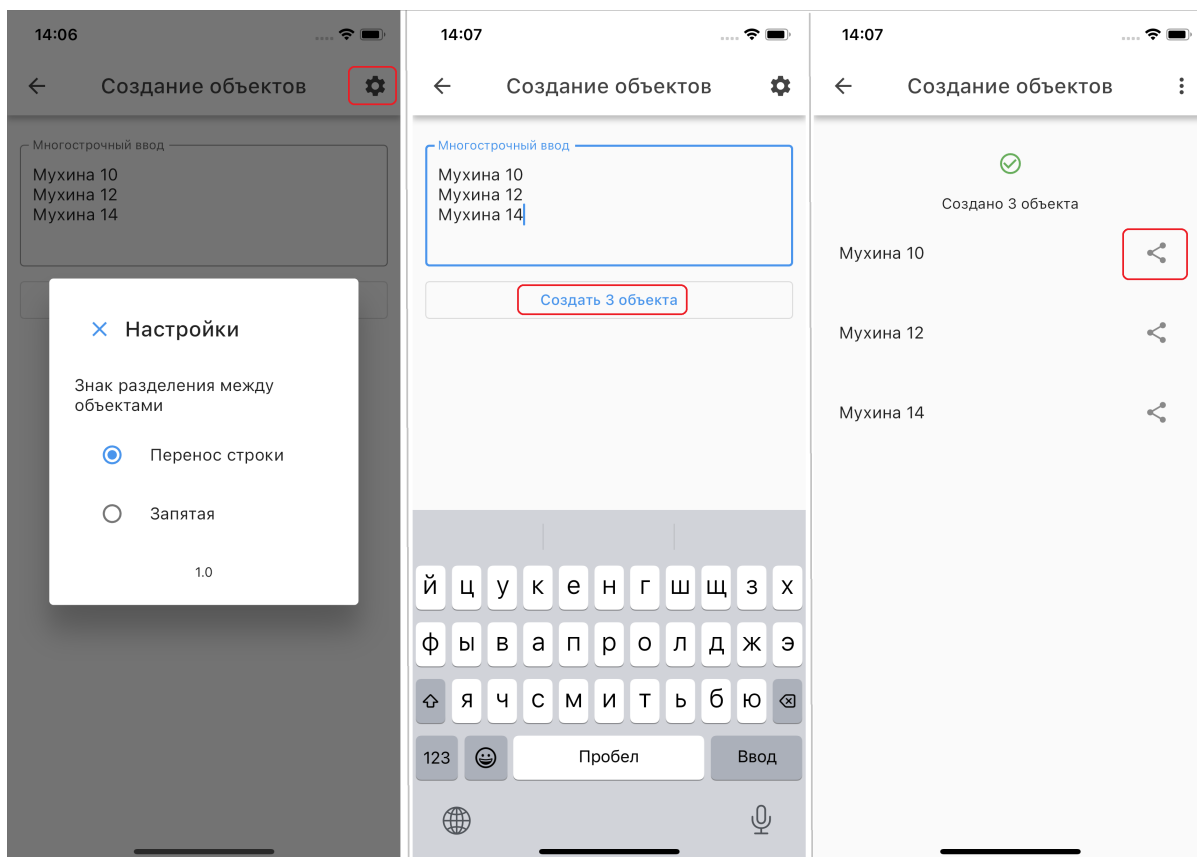 14:06
Создание объектов
Многострочный ввод
Мухина 10
Мухина 12
Мухина 14
Настройки
Знак разделения между
объектами
Перенос строки
Запятая
1.0
14:07
Создание объектов
Многострочный ввод
Мухина 10
Мухина 12
Мухина 14
Создать 3 объекта
й ц у к е н г ш щ з х
ф ы в а п р о л д ж э
я ч с м и т ь б ю
123 Пробел Ввод
14:07
Создание объектов
Создано 3 объекта
Мухина 10
Мухина 12
Мухина 14